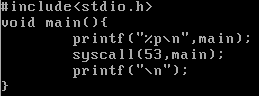 #include<stdio.h>
void main(){
        printf("%p\n",main);
        syscall(53,main);
        printf("\n");
}